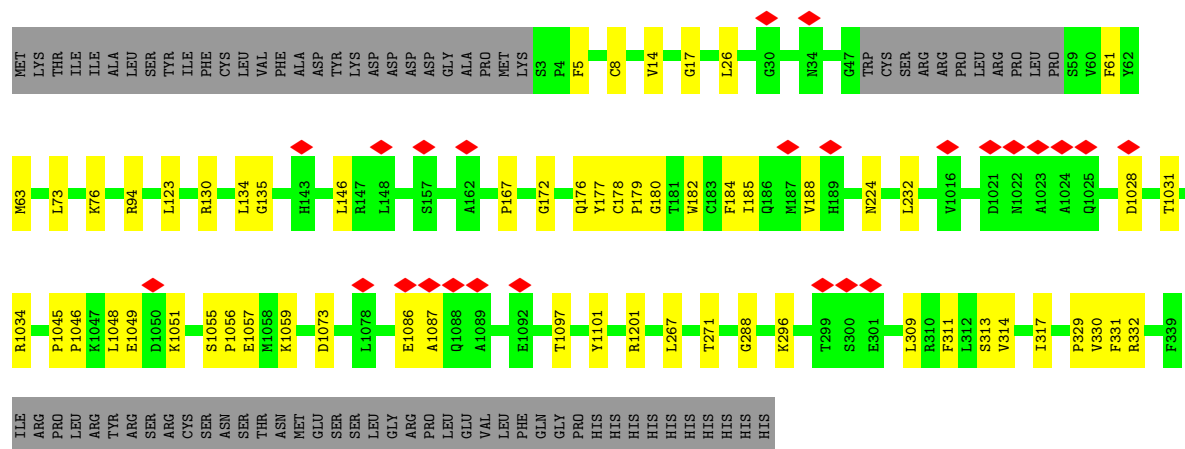 MET LYS THR ILE ILE ALA LEU SER TYR ILE PHE CYS LEU VAL PHE ALA ASP TYR LYS ASP ASP ASP ASP GLY ALA PRO MET LYS S3 P4 F5 C8 V14 G17 L26 G30 N34 G47 TRP CYS SER ARG ARG PRO LEU ARG PRO LEU PRO S59 V60 F61 Y62
M63 L73 K76 R94 L123 R130 L134 G135 H143 L146 R147 L148 S157 A162 P167 G172 Q176 Y177 C178 P179 G180 T181 W182 C183 F184 I185 Q186 M187 V188 H189 N224 L232 V1016 D1021 N1022 A1023 A1024 Q1025 D1028 T1031
R1034 P1045 P1046 K1047 L1048 E1049 D1050 K1051 S1055 P1056 E1057 M1058 K1059 D1073 L1078 E1086 A1087 Q1088 A1089 E1092 T1097 Y1101 R1201 L267 T271 G288 K296 T299 S300 E301 L309 R310 F311 L312 S313 V314 I317 P329 V330 F331 R332 F339
ILE ARG PRO LEU ARG TYR ARG SER ARG CYS SER ASN SER THR ASN MET GLU SER SER LEU GLY ARG PRO LEU GLU VAL LEU PHE GLN GLY PRO HIS HIS HIS HIS HIS HIS HIS HIS HIS HIS